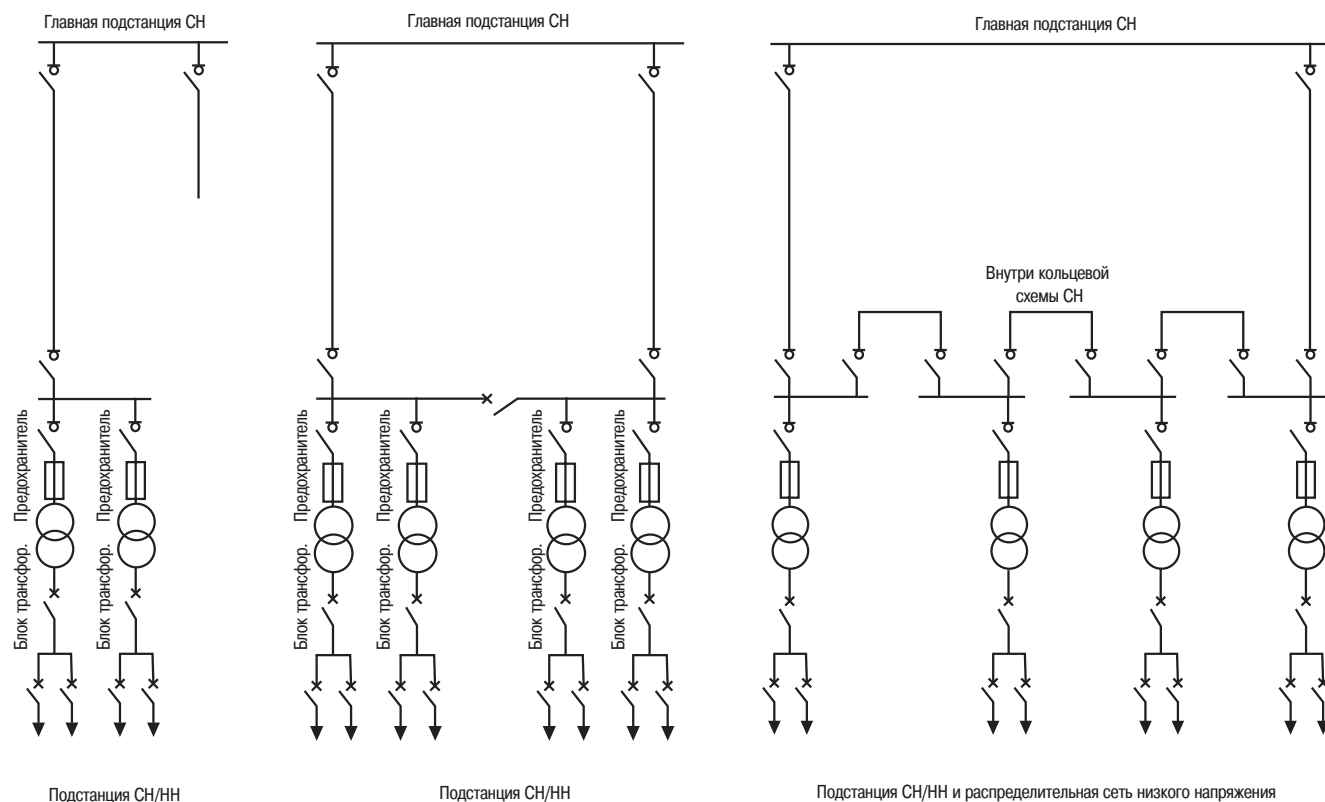 Главная подстанция СН
Главная подстанция СН
Главная подстанция СН
Внутри кольцевой
схемы СН
Предохранитель
Предохранитель
Предохранитель
Предохранитель
Предохранитель
Предохранитель
Блок трансфор.
Блок трансфор.
Блок трансфор.
Блок трансфор.
Блок трансфор.
Блок трансфор.
Подстанция СН/НН
Подстанция СН/НН
Подстанция СН/НН и распределительная сеть низкого напряжения